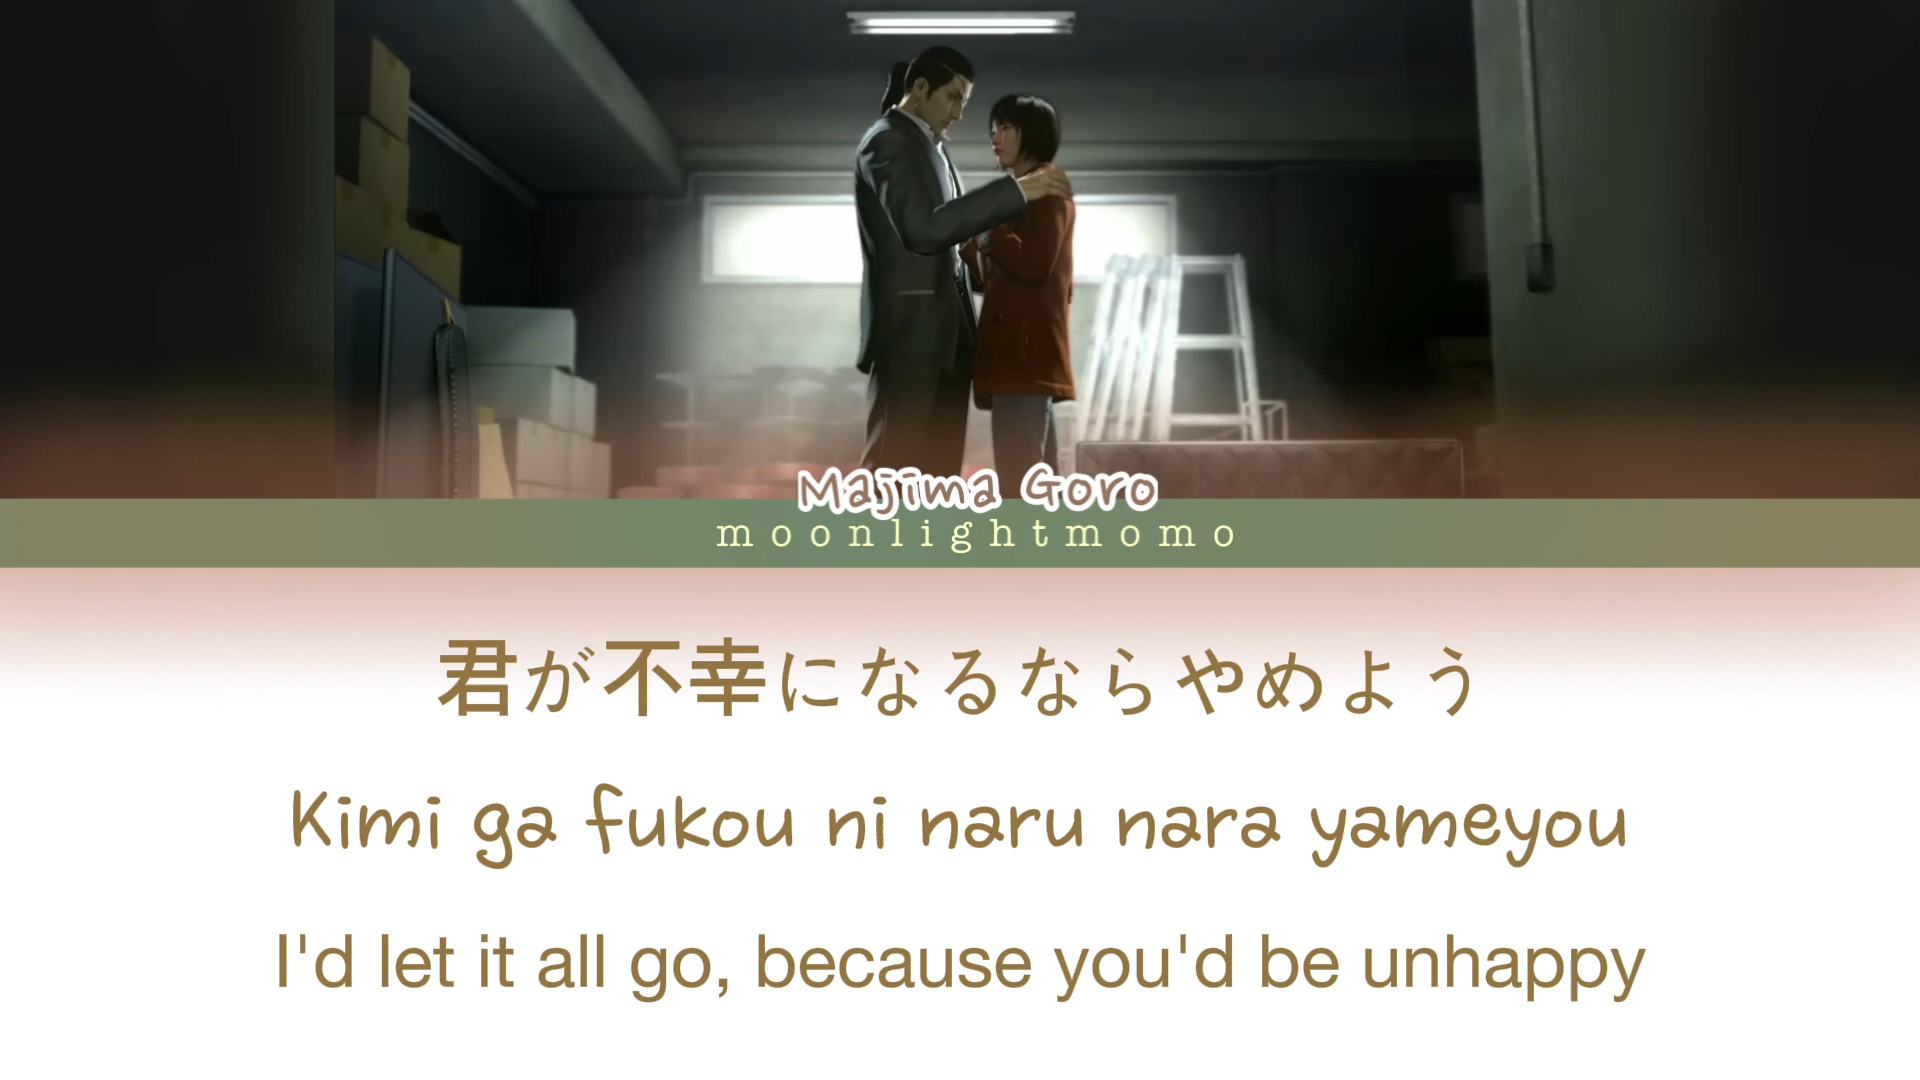 Majima Goro
moonlightmomo
君が不幸になるならやめよう
Kimi ga fukou ni naru nara yameyou
I'd let it all go, because you'd be unhappy